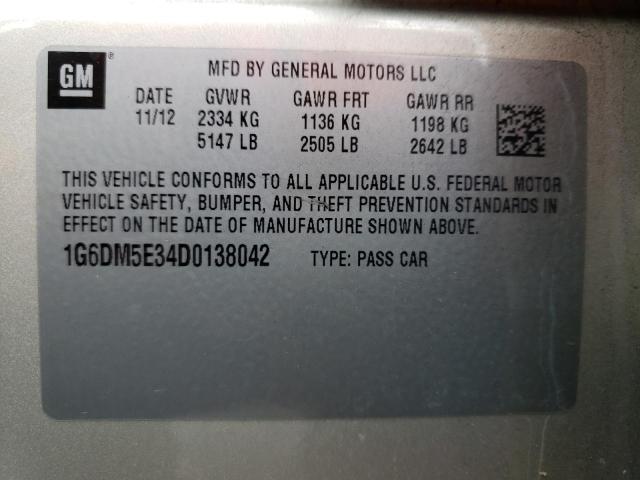 GM
MFD BY GENERAL MOTORS LLC
DATE GVWR GAWR FRT GAWR RR
11/12 2334 KG 1136 KG 1198 KG
5147 LB 2505 LB 2642 LB
THIS VEHICLE CONFORMS TO ALL APPLICABLE U.S. FEDERAL MOTOR
VEHICLE SAFETY, BUMPER, AND THEFT PREVENTION STANDARDS IN
EFFECT ON THE DATE OF MANUFACTURE SHOWN ABOVE.
1G6DM5E34D0138042 TYPE: PASS CAR